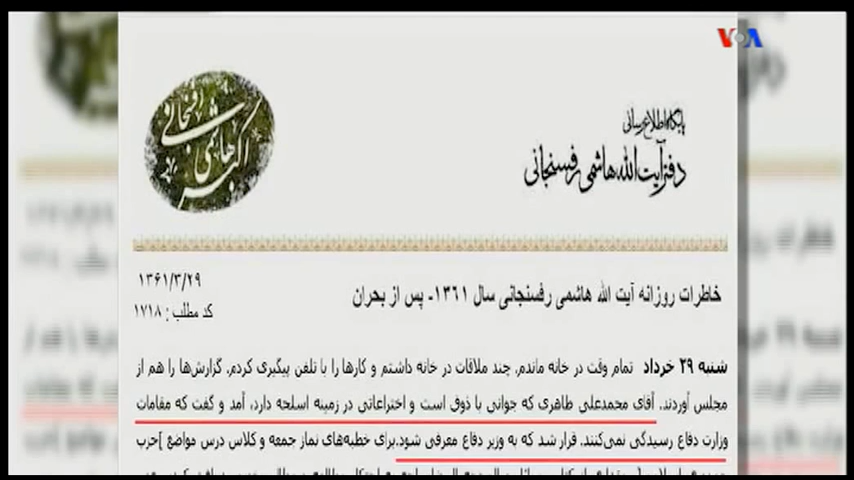 VOA
اکبر هاشمی رفسنجانی
پایگاه اطلاع رسانی
دفتر آیت الله هاشمی رفسنجانی
۱۳۶۱/۳/۲۹
خاطرات روزانه آیت الله هاشمی رفسنجانی سال ۱۳۶۱- پس از بحران
کد مطلب : ۱۷۱۸
شنبه ۲۹ خرداد تمام وقت در خانه ماندم. چند ملاقات در خانه داشتم و کارها را با تلفن پیگیری کردم. گزارش‌ها را هم از
مجلس آوردند. آقای محمدعلی طاهری که جوانی با ذوق است و اختراعاتی در زمینه اسلحه دارد، آمد و گفت که مقامات
وزارت دفاع رسیدگی نمی‌کنند. قرار شد که به وزیر دفاع معرفی شود. برای خطبه‌های نماز جمعه و کلاس درس مواضع [حزب